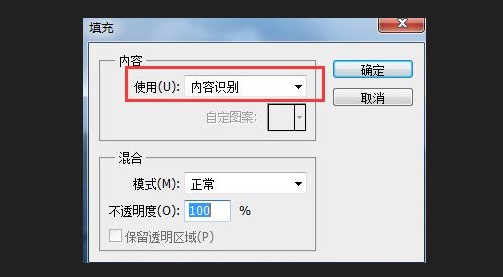 填充
内容
使用(U): 内容识别
确定
取消
自定图案:
混合
模式(M): 正常
不透明度(O): 100 %
保留透明区域(P)